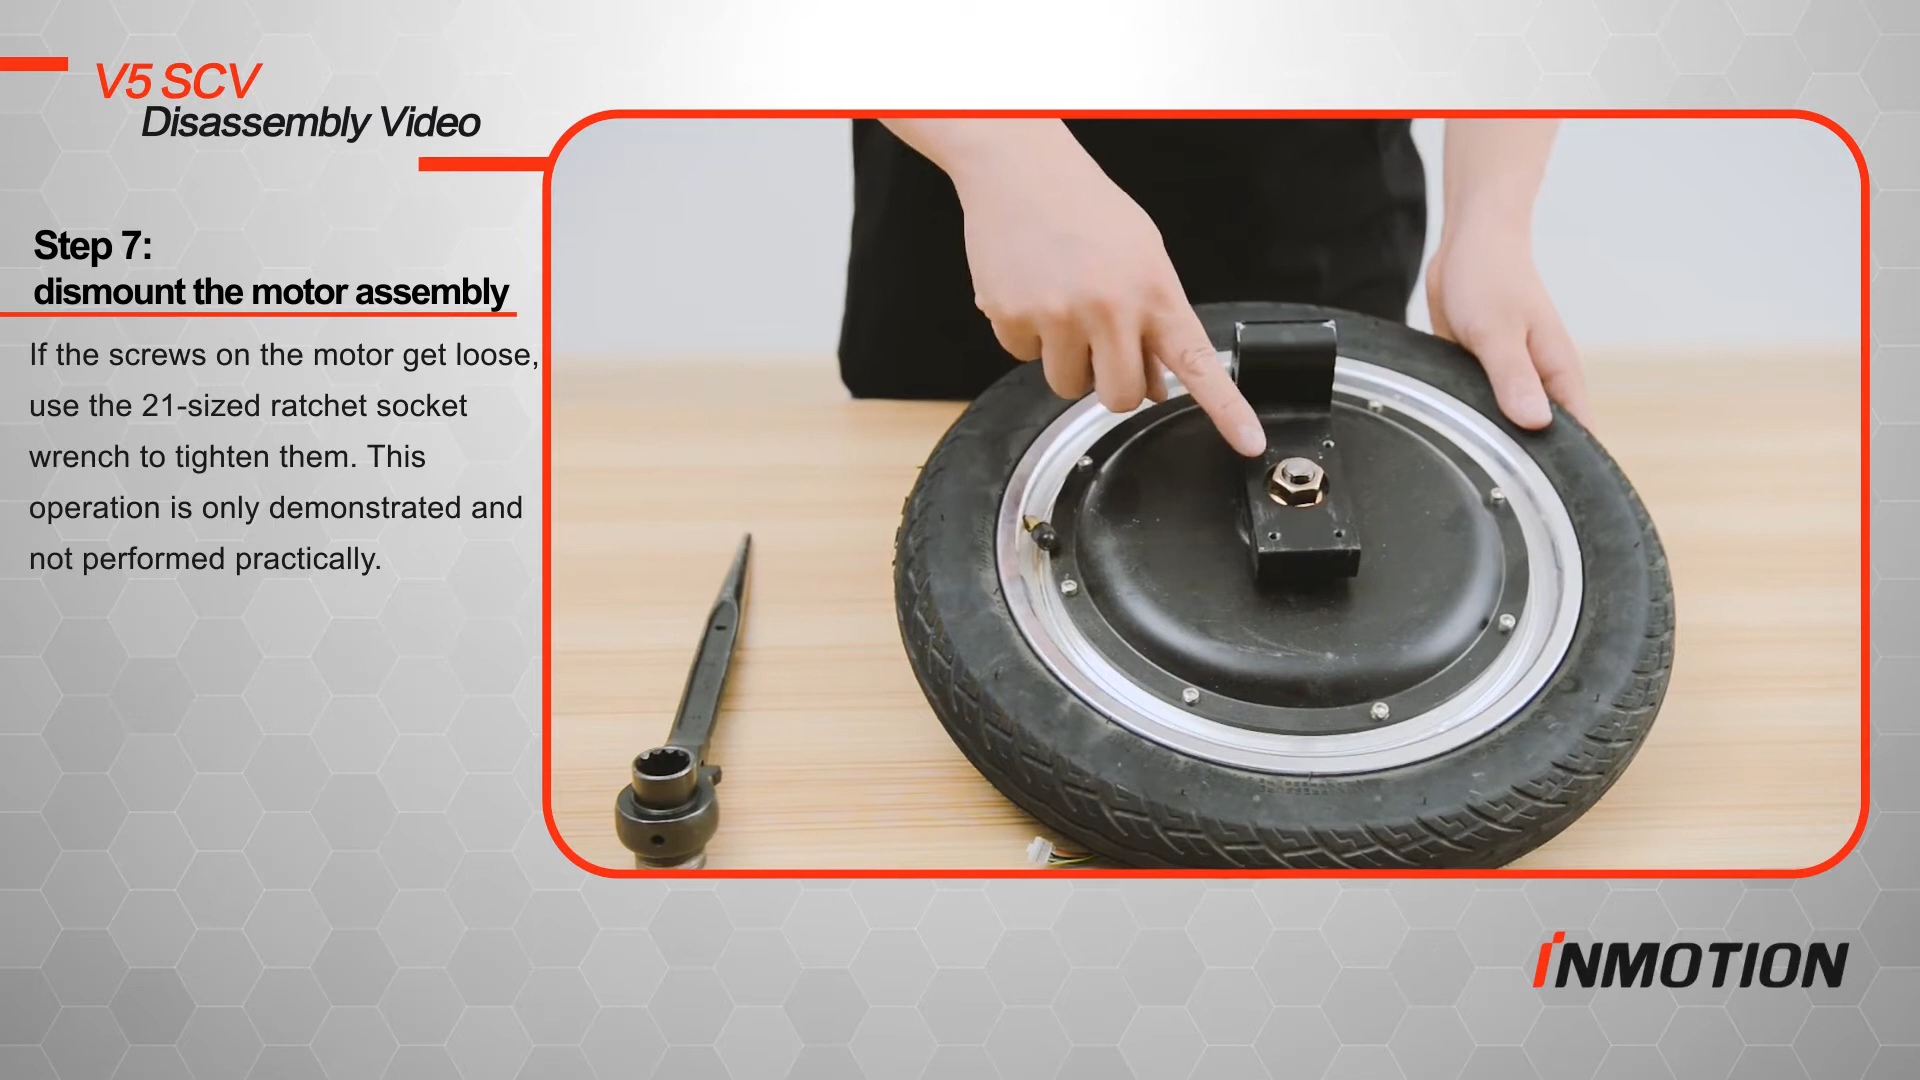 V5 SCV
Disassembly Video
Step 7:
dismount the motor assembly
If the screws on the motor get loose,
use the 21-sized ratchet socket
wrench to tighten them. This
operation is only demonstrated and
not performed practically.
INMOTION